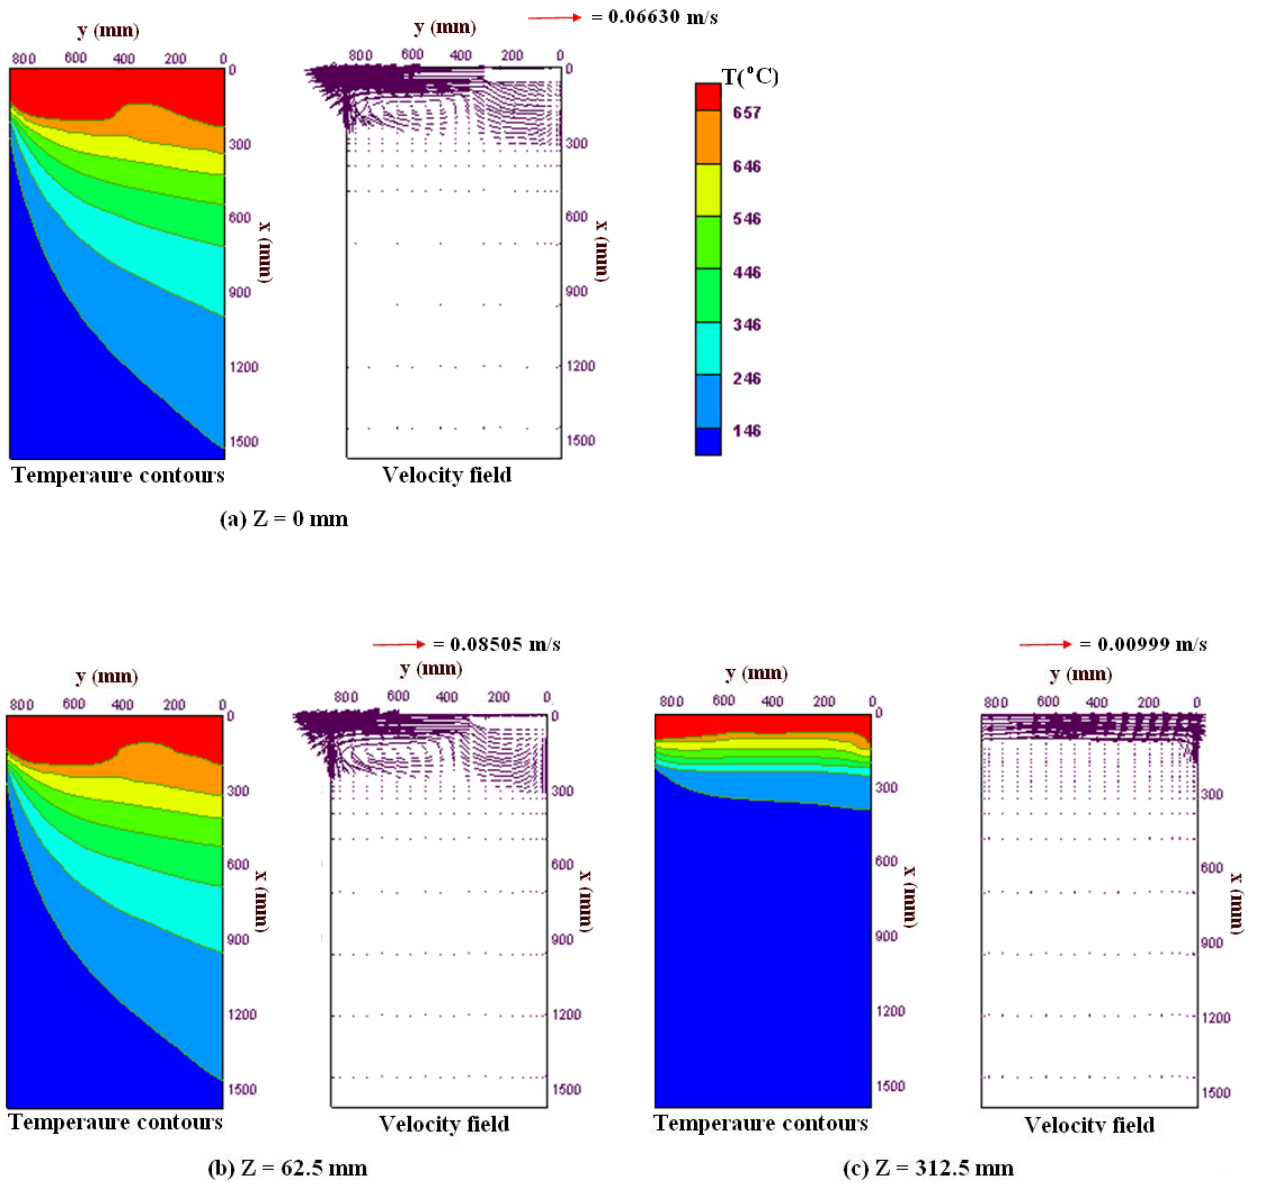 = 0.06630 m/s
y (mm)
y (mm)
800 600 400 200 0
800 600 400 200 0
0
300
600
900
1200
1500
x (mm)
0
300
600
900
1200
1500
x (mm)
T(°C)
657
646
546
446
346
246
146
Temperaure contours
Velocity field
(a) Z = 0 mm
= 0.08505 m/s
= 0.00999 m/s
y (mm)
y (mm)
y (mm)
y (mm)
800 600 400 200 0
800 600 400 200 0
800 600 400 200 0
800 600 400 200 0
0
300
600
900
1200
1500
x (mm)
0
300
600
900
1200
1500
x (mm)
0
300
600
900
1200
1500
x (mm)
300
600
900
1200
1500
x (mm)
Temperaure contours
Velocity field
Temperaure contours
Velocity field
(b) Z = 62.5 mm
(c) Z = 312.5 mm